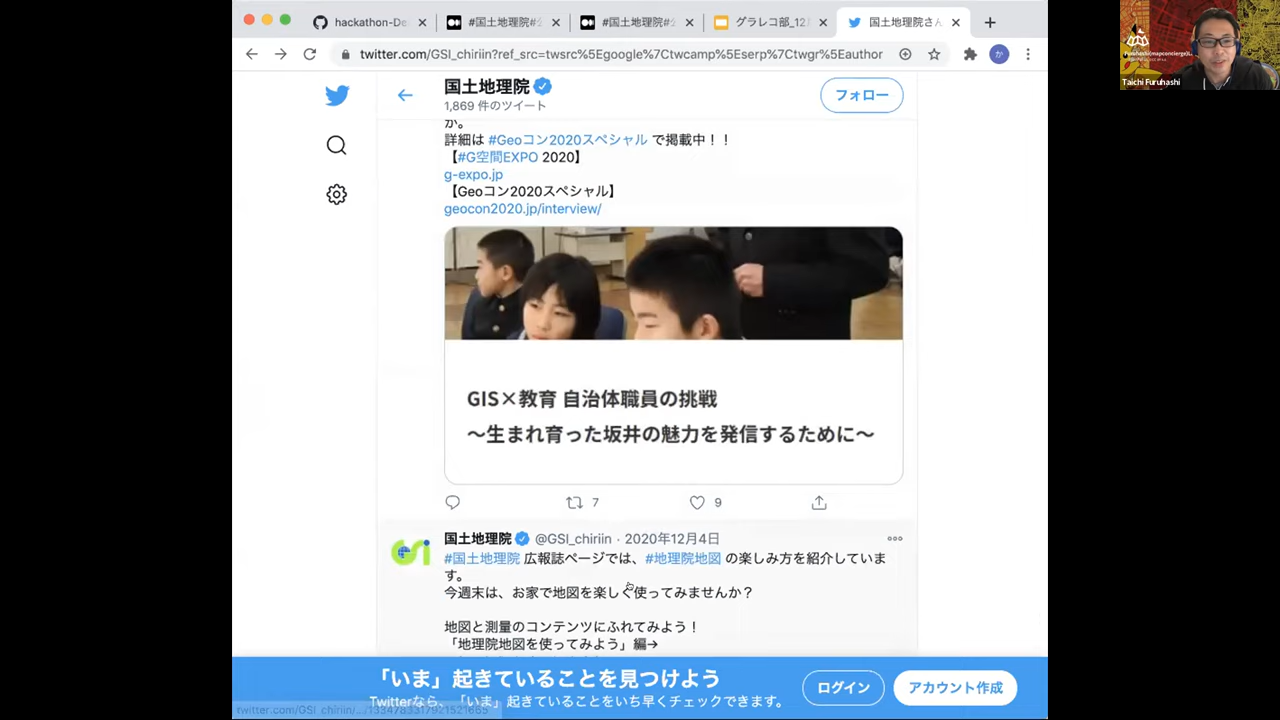 hackathon-De
#国土地理院#
#国土地理院#
グラレコ部_12
国土地理院さん
twitter.com/GSI_chiriin?ref_src=twsrc%5Egoogle%7Ctwcamp%5Eserp%7Ctwgr%5Eauthor
か
Taichi Furuhashi
国土地理院
1,869 件のツイート
フォロー
か。
詳細は #Geoコン2020スペシャル で掲載中！！
【#G空間EXPO 2020】
g-expo.jp
【Geoコン2020スペシャル】
geocon2020.jp/interview/
GIS×教育 自治体職員の挑戦
〜生まれ育った坂井の魅力を発信するために〜
7
9
国土地理院 @GSI_chiriin · 2020年12月4日
#国土地理院 広報誌ページでは、#地理院地図 の楽しみ方を紹介していま
す。
今週末は、お家で地図を楽しく使ってみませんか？
地図と測量のコンテンツにふれてみよう！
「地理院地図を使ってみよう」編→
「いま」起きていることを見つけよう
Twitterなら、「いま」起きていることをいち早くチェックできます。
ログイン
アカウント作成